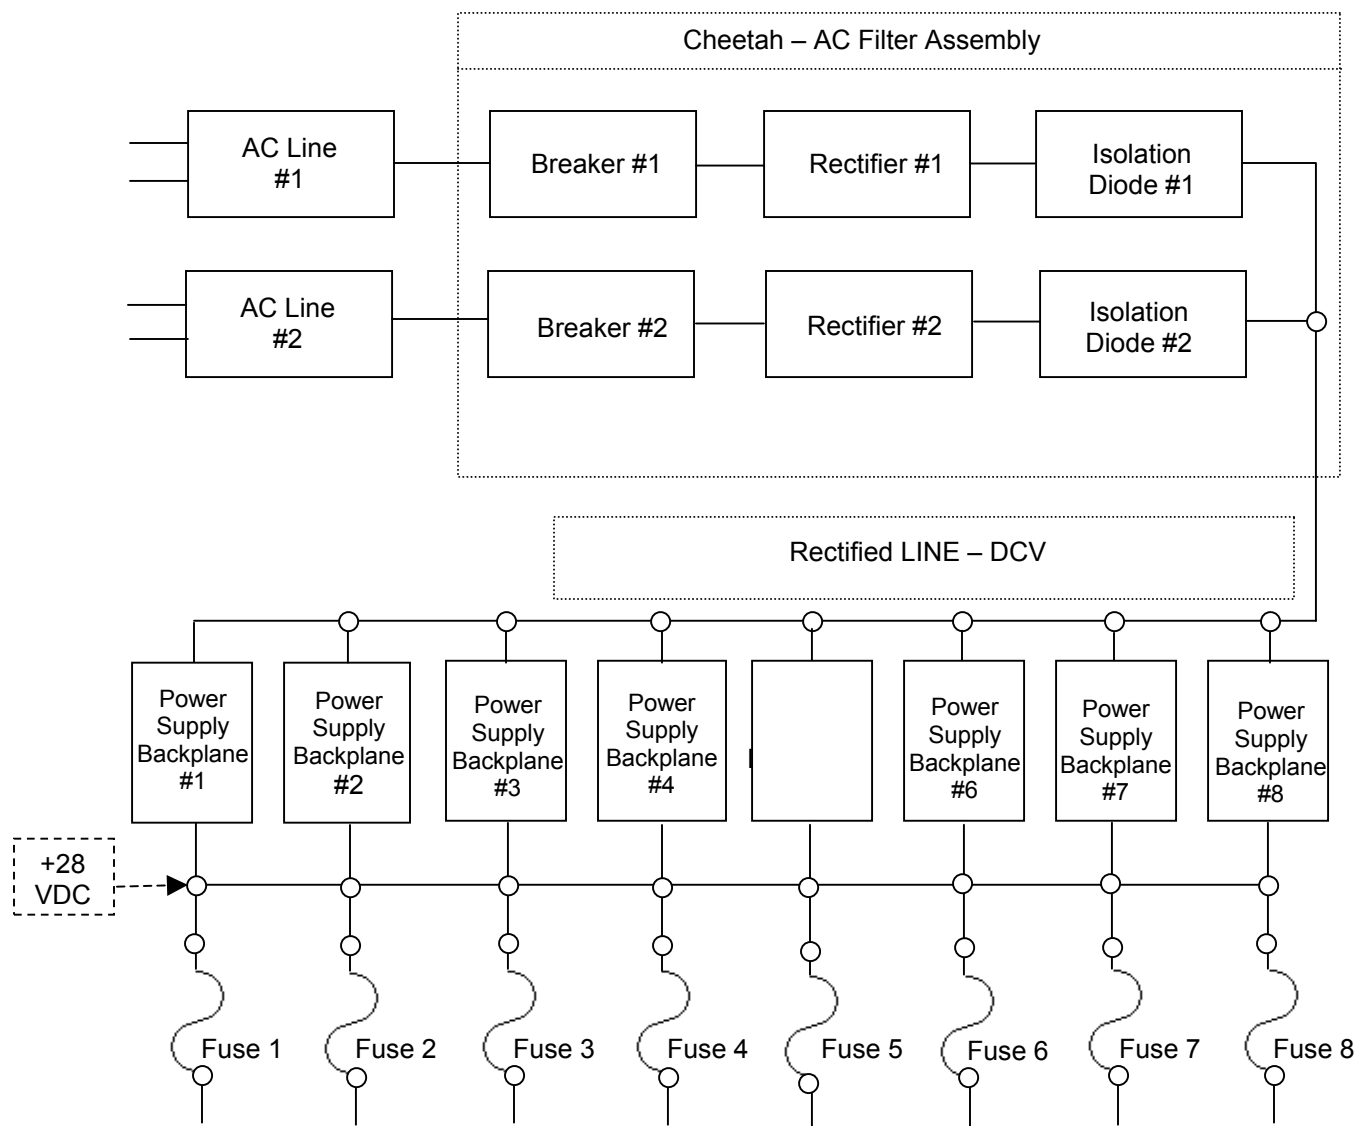 Cheetah – AC Filter Assembly
AC Line
#1
Breaker #1
Rectifier #1
Isolation
Diode #1
AC Line
#2
Breaker #2
Rectifier #2
Isolation
Diode #2
Rectified LINE – DCV
Power
Supply
Backplane
#1
Power
Supply
Backplane
#2
Power
Supply
Backplane
#3
Power
Supply
Backplane
#4
Power
Supply
Backplane
#6
Power
Supply
Backplane
#7
Power
Supply
Backplane
#8
+28
VDC
Fuse 1
Fuse 2
Fuse 3
Fuse 4
Fuse 5
Fuse 6
Fuse 7
Fuse 8